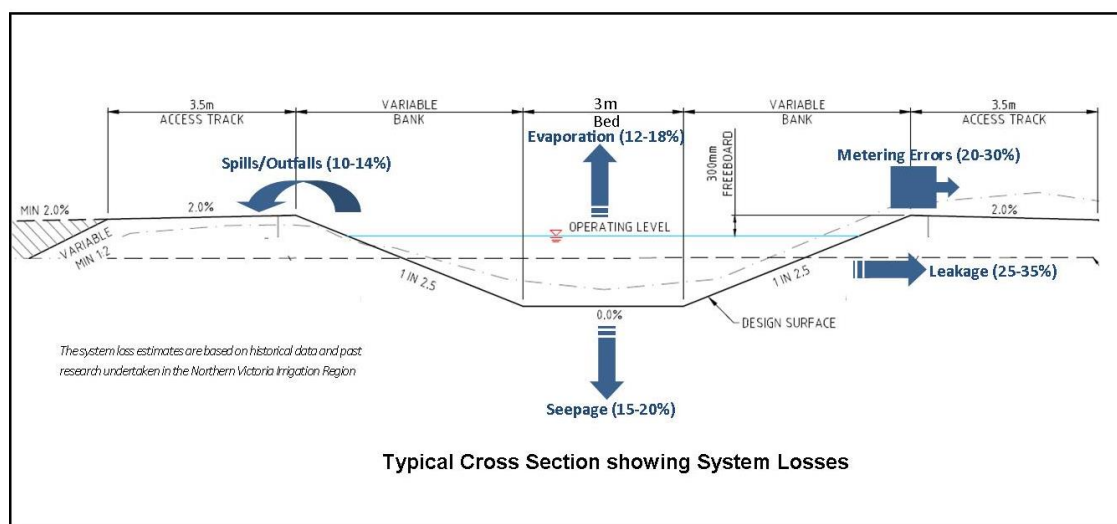 3.5m
ACCESS TRACK
VARIABLE
BANK
3m
Bed
VARIABLE
BANK
3.5m
ACCESS TRACK
Evaporation (12-18%)
Spills/Outfalls (10-14%)
300mm
FREEBOARD
Metering Errors (20-30%)
MIN 2.0%
2.0%
OPERATING LEVEL
2.0%
VARIABLE
MIN 1:2
1 IN 2.5
1 IN 2.5
Leakage (25-35%)
0.0%
DESIGN SURFACE
The system loss estimates are based on historical data and past
research undertaken in the Northern Victoria Irrigation Region
Seepage (15-20%)
Typical Cross Section showing System Losses